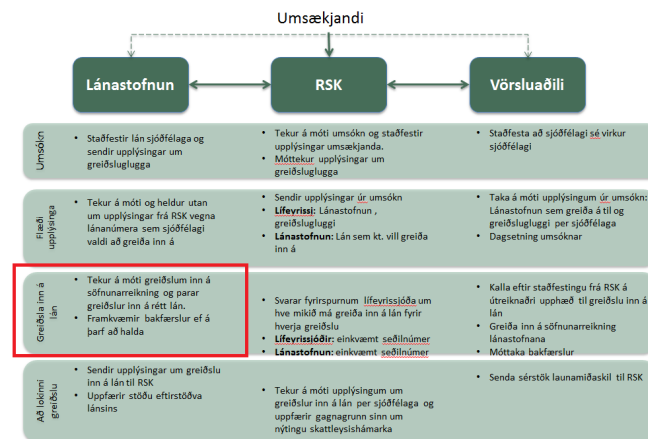 Umsækjandi
Lánastofnun
RSK
Vörsluaðili
Umsókn
• Staðfestir lán sjóðfélaga og
sendir upplýsingar um
greiðsluglugga
• Tekur á móti umsókn og staðfestir
upplýsingar umsækjanda.
• Móttekur upplýsingar um
greiðsluglugga
• Staðfesta að sjóðfélagi sé virkur
sjóðfélagi
Flæði
upplýsinga
• Tekur á móti og heldur utan
um upplýsingar frá RSK vegna
lánanúmera sem sjóðfélagi
valdi að greiða inn á
• Sendir upplýsingar úr umsókn
• Lífeyrissj: Lánastofnun ,
greiðslugluggi
• Lánastofnun: Lán sem kt. vill greiða
inn á
• Taka á móti upplýsingum úr umsókn:
Lánastofnun sem greiða á til og
greiðslugluggi per sjóðfélaga
• Dagsetning umsóknar
Greiðsla inn á
lán
• Tekur á móti greiðslum inn á
söfnunarreikning og parar
greiðslur inn á rétt lán.
• Framkvæmir bakfærslur ef á
þarf að halda
• Svarar fyrirspurnum lífeyrissjóða um
hve mikið má greiða inn á lán fyrir
hverja greiðslu
• Lífeyrissjóðir: einkvæmt seðilnúmer
• Lánastofnun: einkvæmt seðilnúmer
• Kalla eftir staðfestingu frá RSK á
útreiknaðri upphæð til greiðslu inn á
lán
• Greiða inn á söfnunarreikning
lánastofnana
• Móttaka bakfærslur
Að lokinni
greiðslu
• Sendir upplýsingar um greiðslu
inn á lán til RSK
• Uppfærir stöðu eftirstöðva
lánsins
• Tekur á móti upplýsingum um
greiðslur inn á lán per sjóðfélaga og
uppfærir gagnagrunn sinn um
nýtingu skattleysishámarka
• Senda sérstök launamiðaskil til RSK